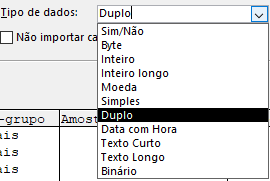 Tipo de dados: Duplo
Não importar ca
Sim/Não
Byte
Inteiro
Inteiro longo
Moeda
Simples
Duplo
Data com Hora
Texto Curto
Texto Longo
Binário
-grupo Amost
ais
ais
ais